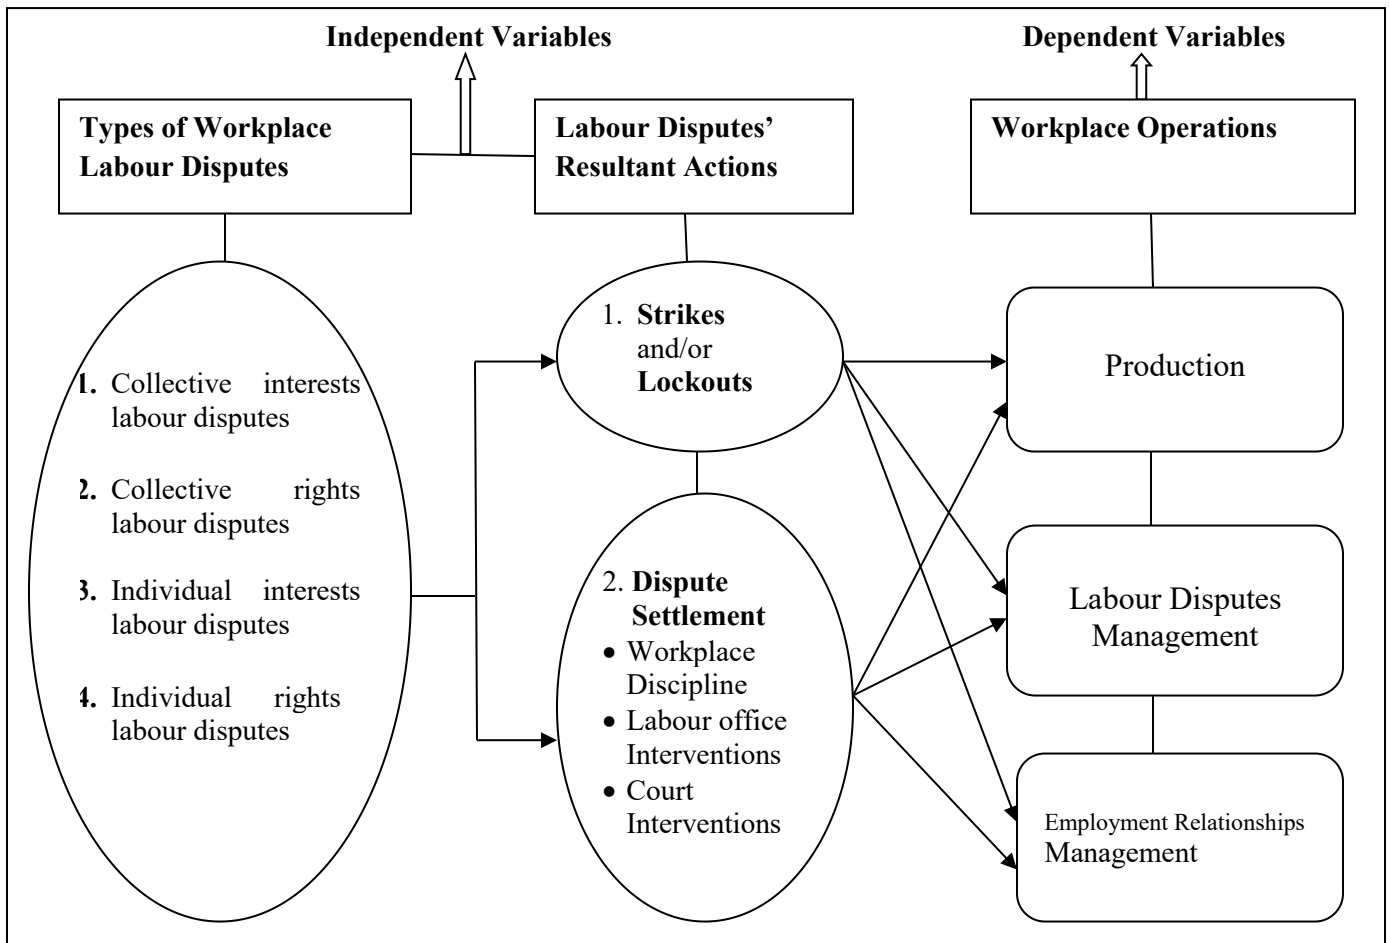 Independent Variables
Dependent Variables
Types of Workplace
Labour Disputes
Labour Disputes’
Resultant Actions
Workplace Operations
1. Collective interests
labour disputes
2. Collective rights
labour disputes
3. Individual interests
labour disputes
4. Individual rights
labour disputes
1. Strikes
and/or
Lockouts
2. Dispute
Settlement
• Workplace
Discipline
• Labour office
Interventions
• Court
Interventions
Production
Labour Disputes
Management
Employment Relationships
Management